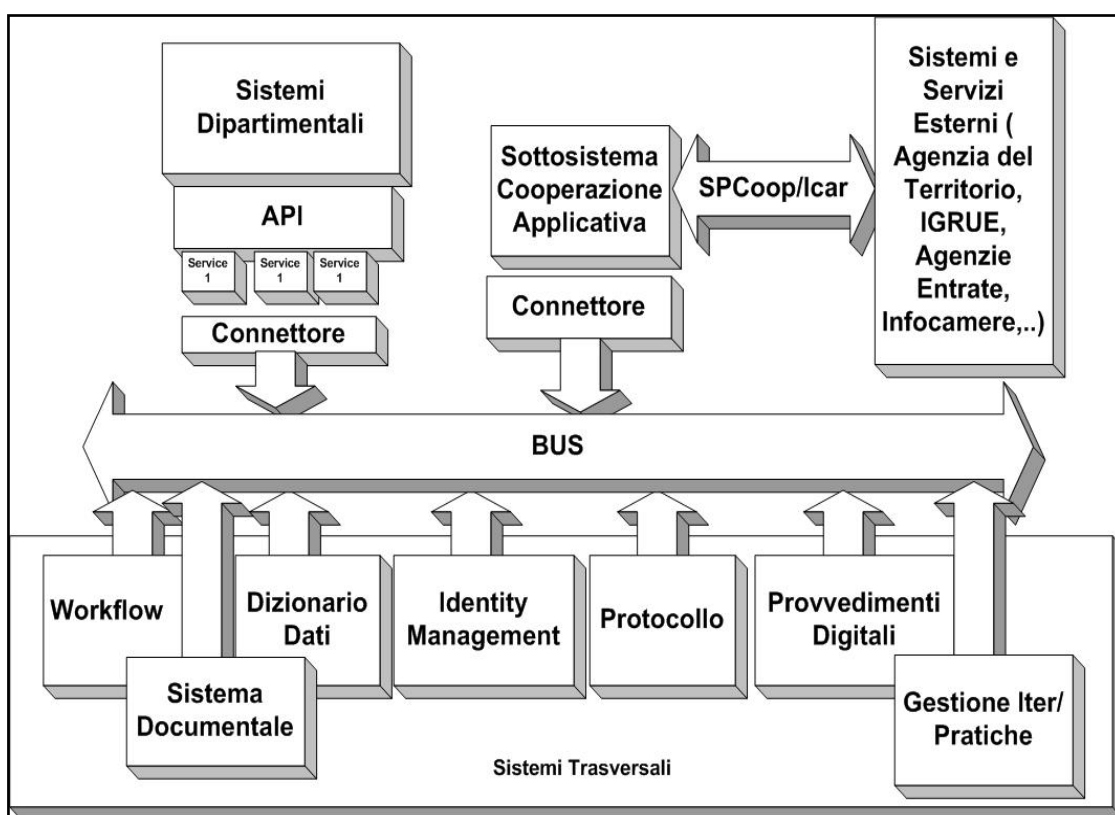 Sistemi
Dipartimentali
API
Service
1
Service
1
Service
1
Connettore
Sottosistema
Cooperazione
Applicativa
Connettore
SPCoop/Icar
Sistemi e
Servizi
Esterni (
Agenzia del
Territorio,
IGRUE,
Agenzie
Entrate,
Infocamere,..)
BUS
Workflow
Sistema
Documentale
Dizionario
Dati
Identity
Management
Protocollo
Provvedimenti
Digitali
Gestione Iter/
Pratiche
Sistemi Trasversali